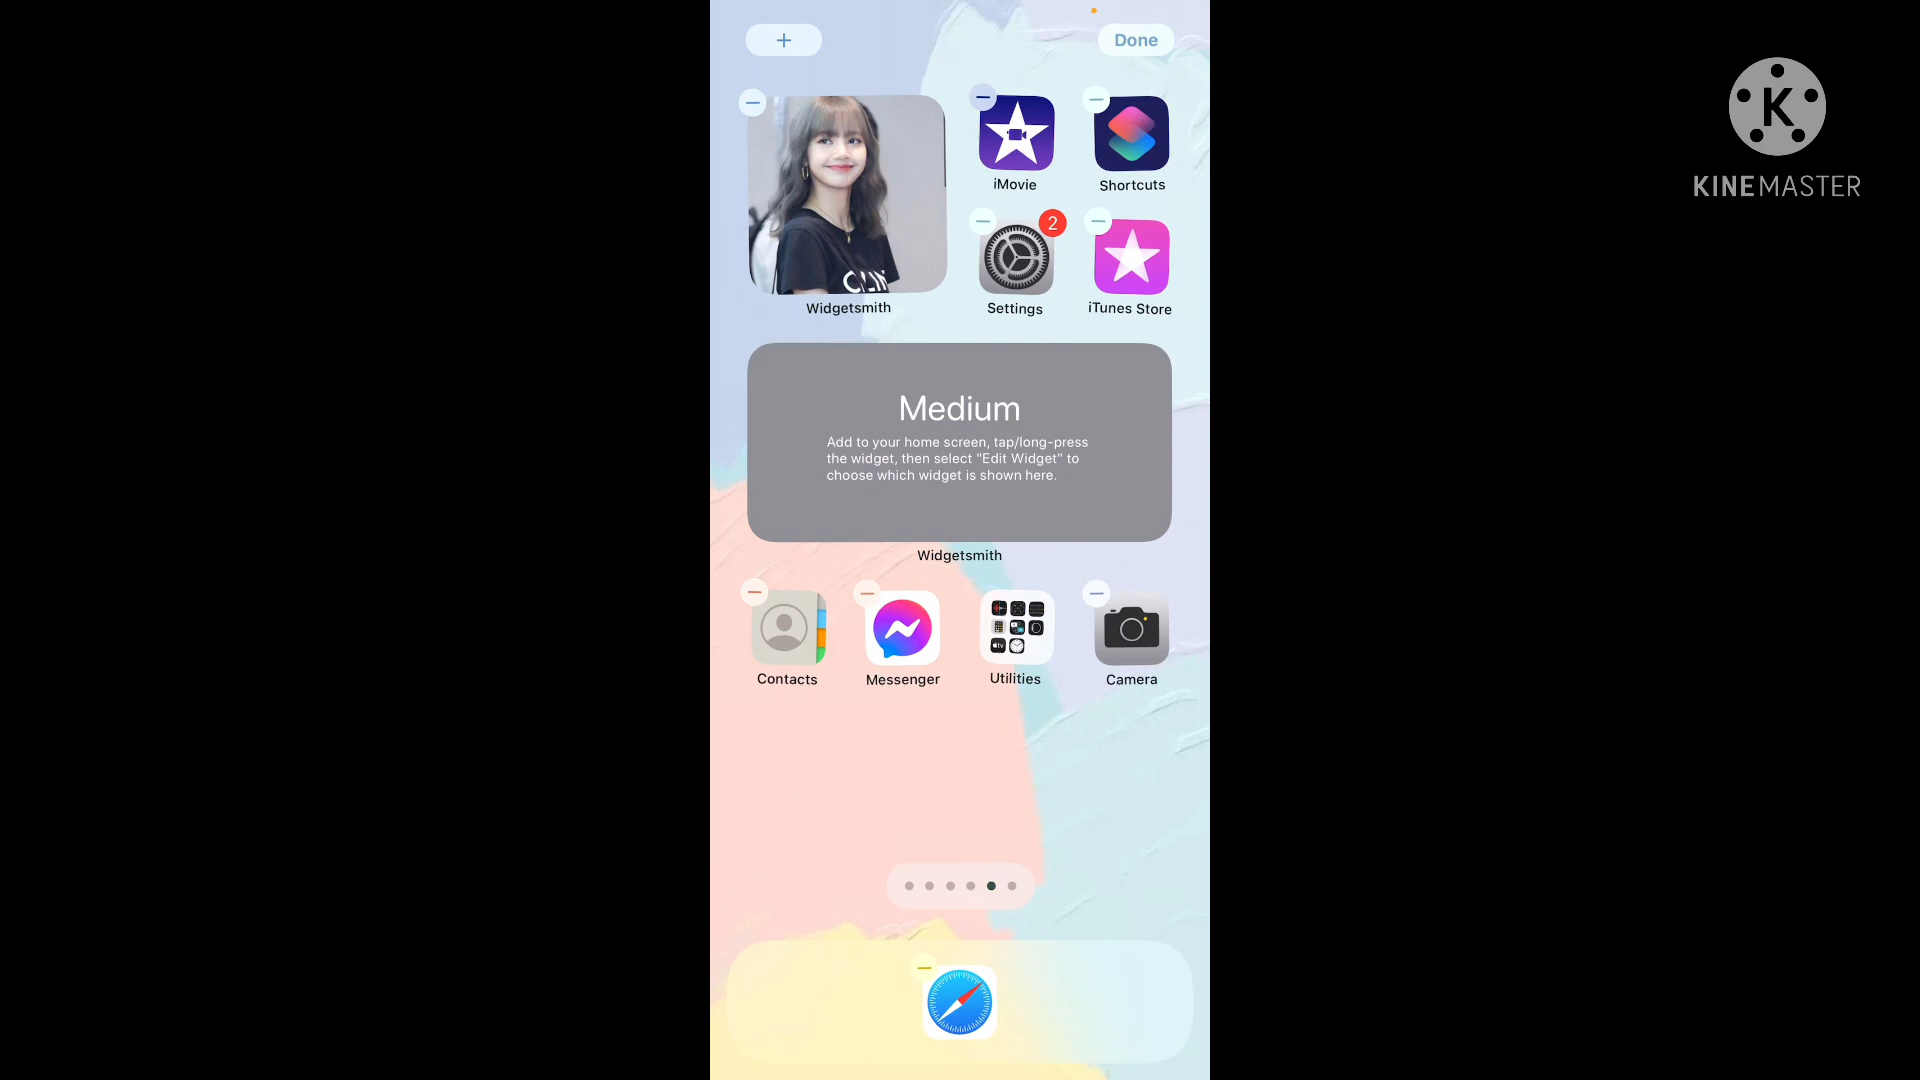 +
Done
CELIN
Widgetsmith
iMovie
Shortcuts
2
Settings
iTunes Store
Medium
Add to your home screen, tap/long-press
the widget, then select "Edit Widget" to
choose which widget is shown here.
Widgetsmith
Contacts
Messenger
Utilities
Camera
K
KINEMASTER